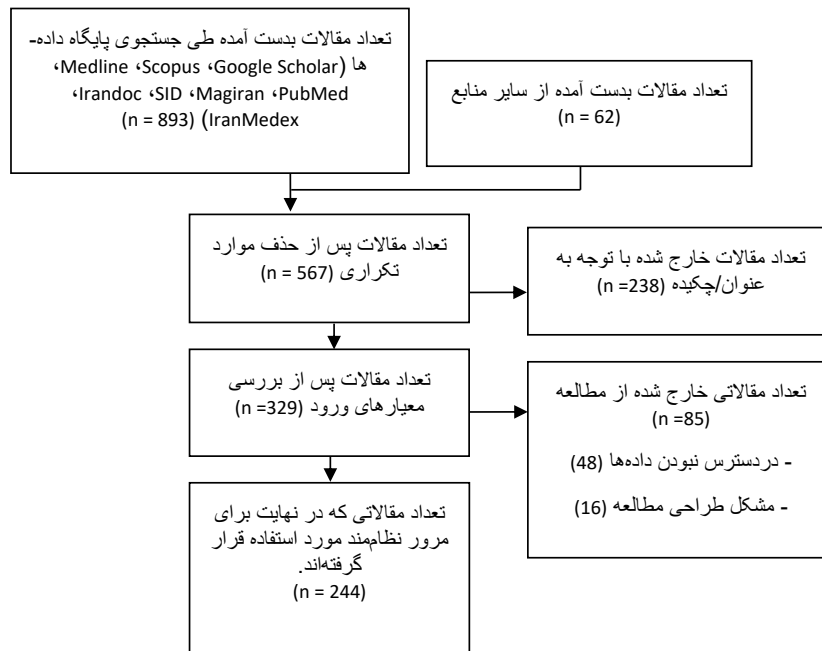 تعداد مقالات بدست آمده طی جستجوی پایگاه داده-
ها (Google Scholar، Scopus، Medline،
PubMed، Magiran، SID، Irandoc،
IranMedex) (n = 893)
تعداد مقالات بدست آمده از سایر منابع
(n = 62)
تعداد مقالات پس از حذف موارد
تکراری (n = 567)
تعداد مقالات خارج شده با توجه به
عنوان/چکیده (n =238)
تعداد مقالات پس از بررسی
معیارهای ورود (n =329)
تعداد مقالاتی خارج شده از مطالعه
(n =85)
- دردسترس نبودن داده‌ها (48)
- مشکل طراحی مطالعه (16)
تعداد مقالاتی که در نهایت برای
مرور نظام‌مند مورد استفاده قرار
گرفته‌اند.
(n = 244)